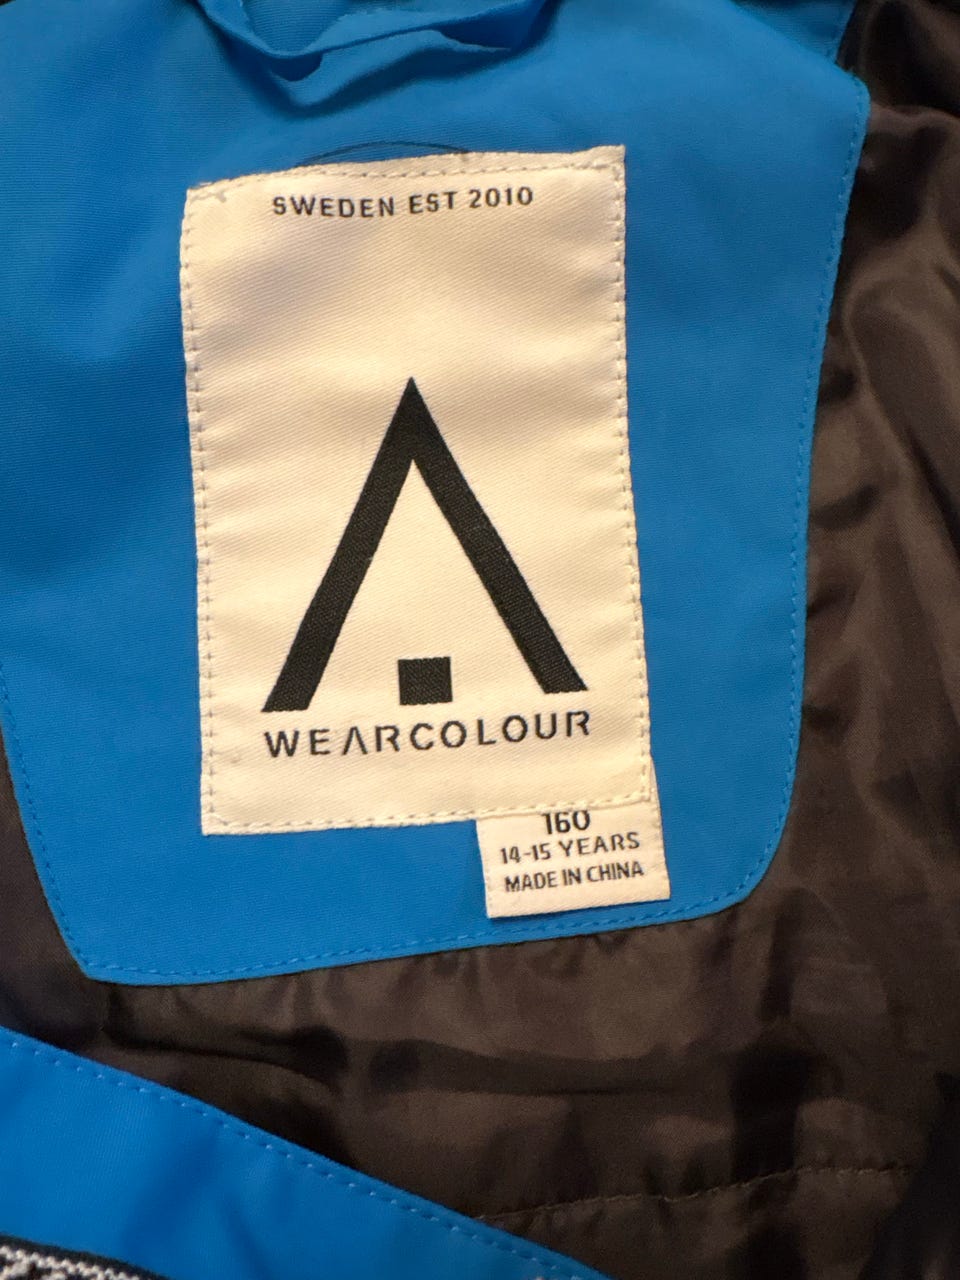 SWEDEN EST 2010
WEARCOLOUR
160
14-15 YEARS
MADE IN CHINA